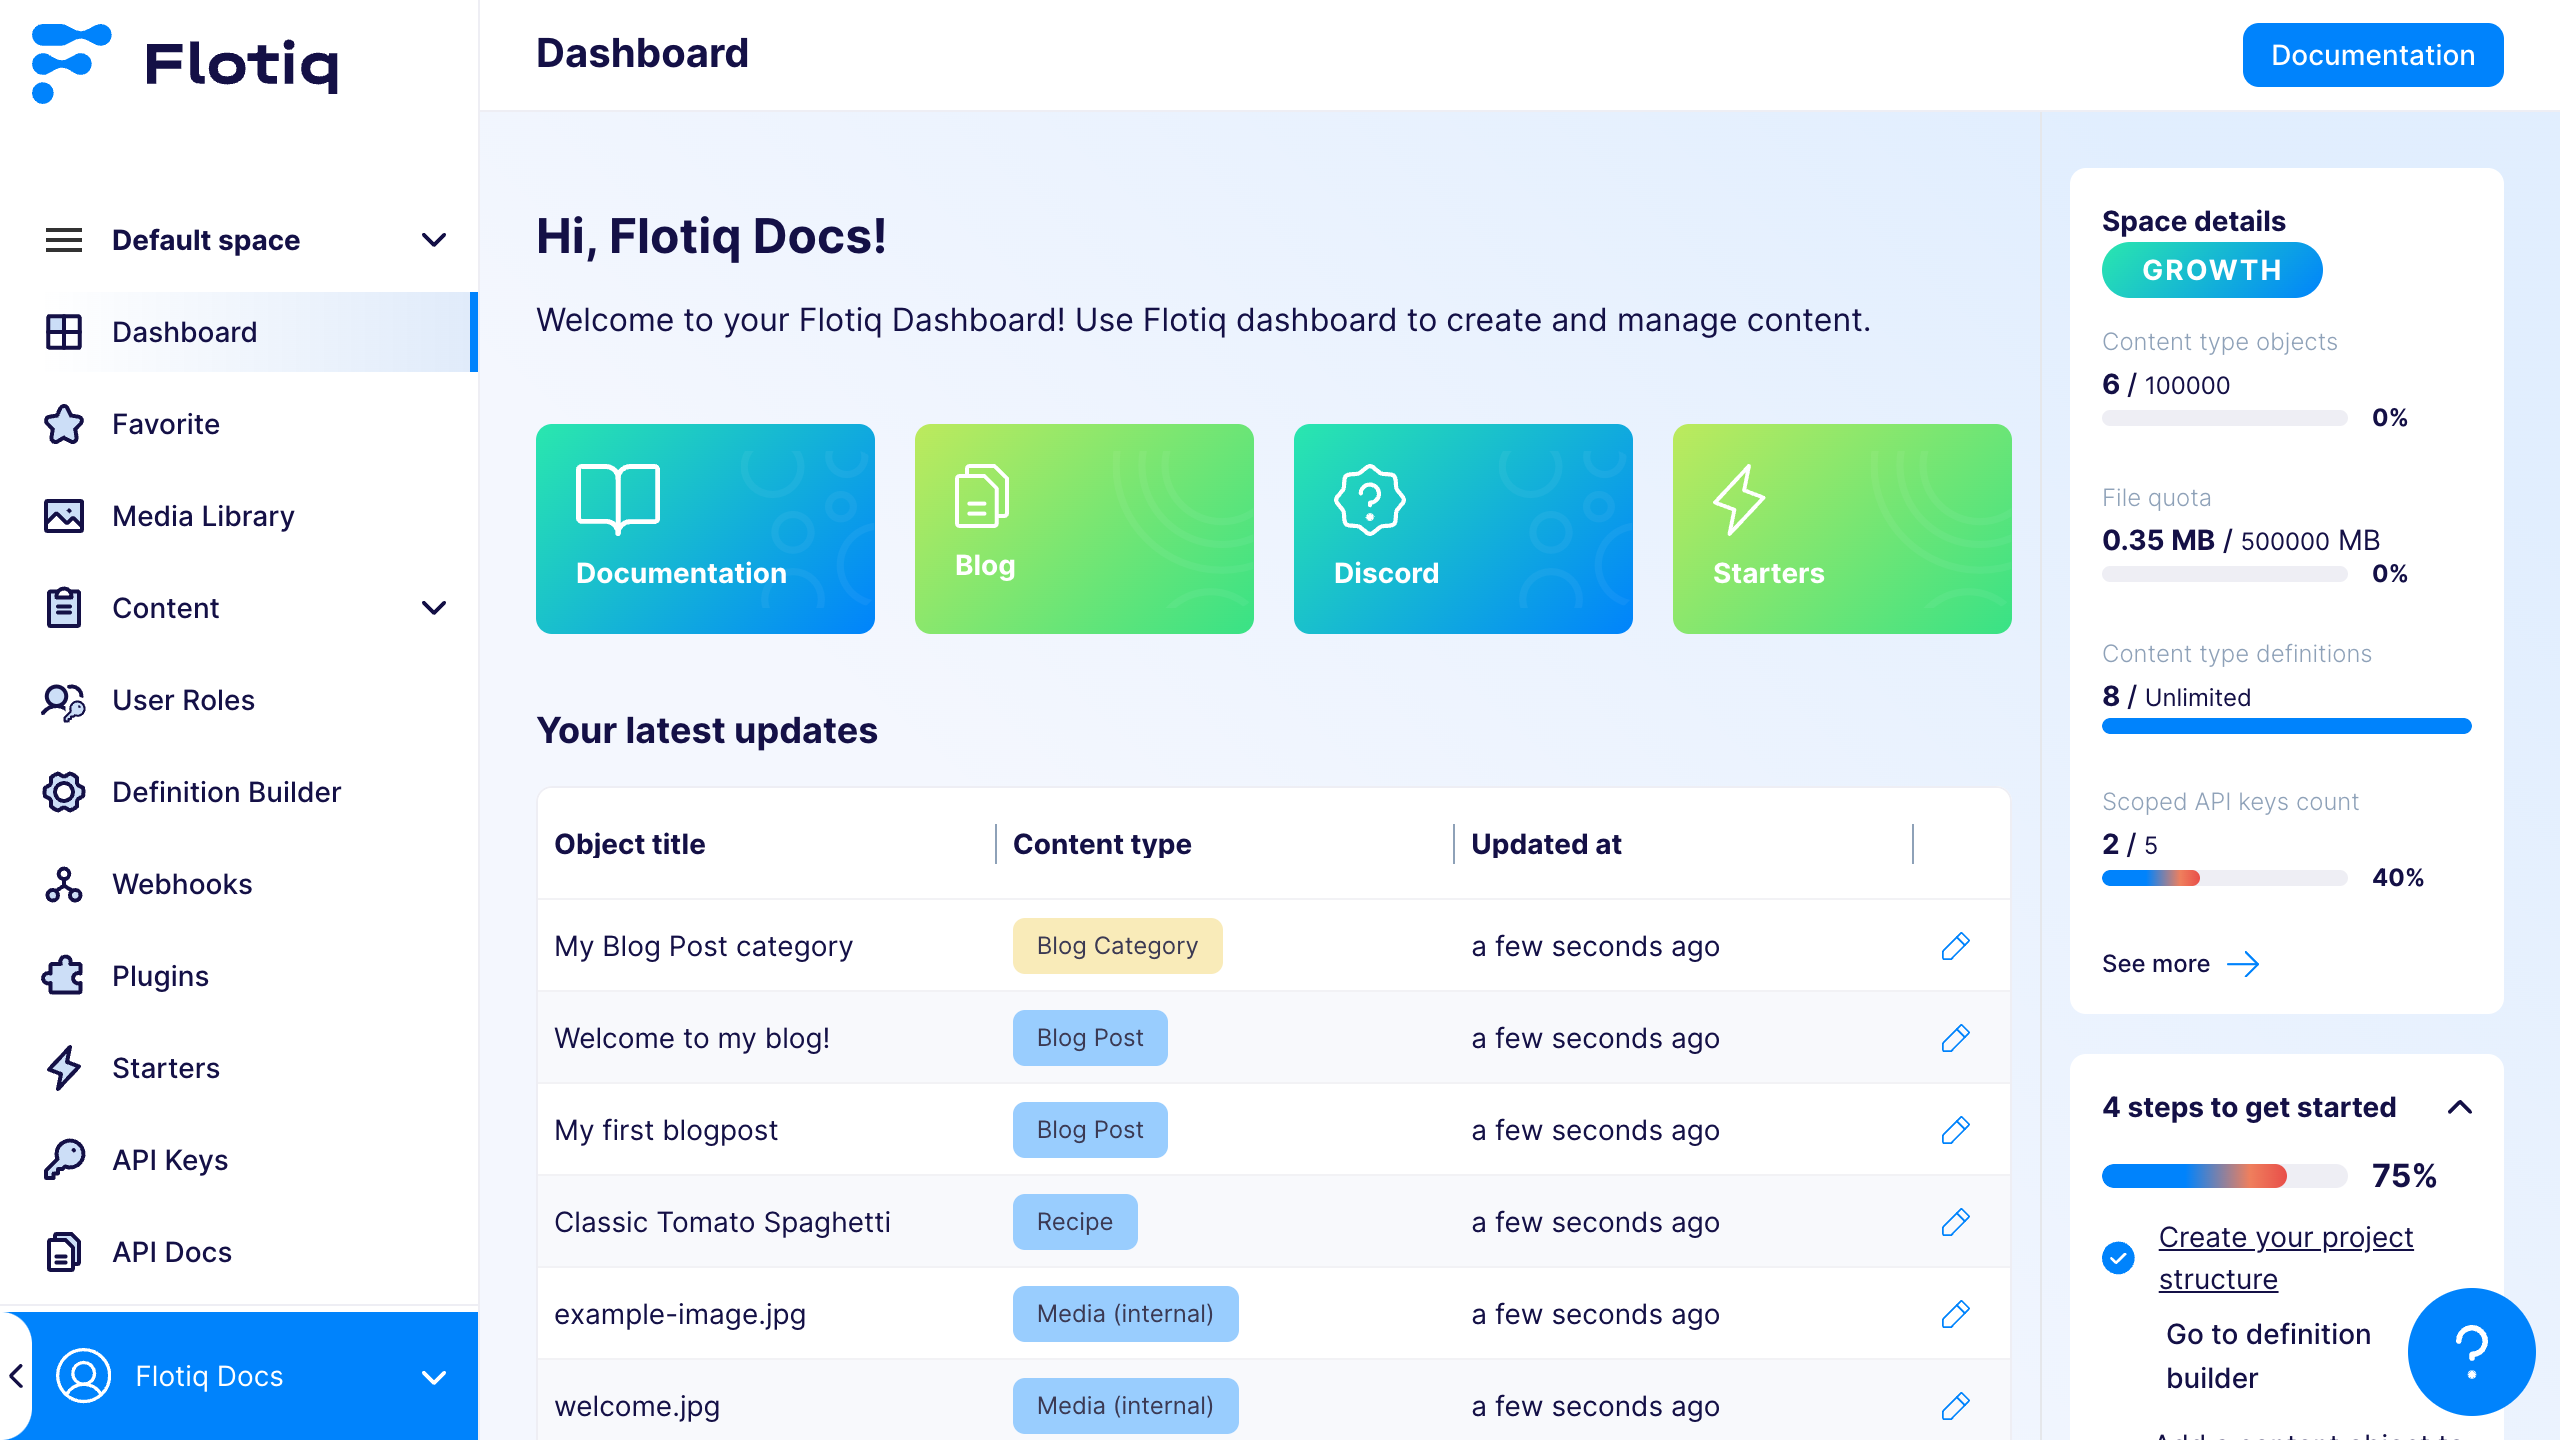 Flotiq
Default space
Dashboard
Favorite
Media Library
Content
User Roles
Definition Builder
Webhooks
Plugins
Starters
API Keys
API Docs
Flotiq Docs
Dashboard
Documentation
Hi, Flotiq Docs!
Welcome to your Flotiq Dashboard! Use Flotiq dashboard to create and manage content.
Documentation
Blog
Discord
Starters
Your latest updates
Object title Content type Updated at
My Blog Post category Blog Category a few seconds ago
Welcome to my blog! Blog Post a few seconds ago
My first blogpost Blog Post a few seconds ago
Classic Tomato Spaghetti Recipe a few seconds ago
example-image.jpg Media (internal) a few seconds ago
welcome.jpg Media (internal) a few seconds ago
Space details
GROWTH
Content type objects
6 / 100000
0%
File quota
0.35 MB / 500000 MB
0%
Content type definitions
8 / Unlimited
Scoped API keys count
2 / 5
40%
See more
4 steps to get started
75%
Create your project
structure
Go to definition
builder